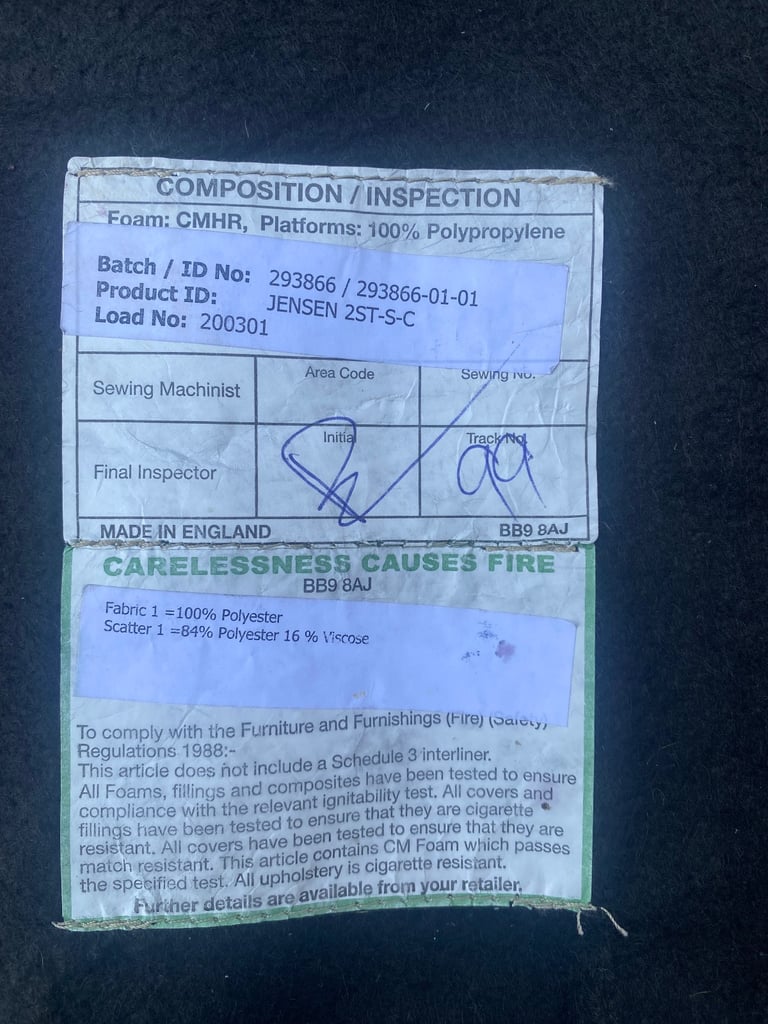 COMPOSITION / INSPECTION
Foam: CMHR, Platforms: 100% Polypropylene
Batch / ID No: 293866 / 293866-01-01
Product ID: JENSEN 2ST-S-C
Load No: 200301
Area Code
Sewing No.
Sewing Machinist
Initial
Track No.
Final Inspector
99
MADE IN ENGLAND
BB9 8AJ
CARELESSNESS CAUSES FIRE
BB9 8AJ
Fabric 1 =100% Polyester
Scatter 1 =84% Polyester 16 % Viscose
To comply with the Furniture and Furnishings (Fire) (Safety)
Regulations 1988:-
This article does not include a Schedule 3 interliner.
All Foams, fillings and composites have been tested to ensure
compliance with the relevant ignitability test. All covers and
fillings have been tested to ensure that they are cigarette
resistant. All covers have been tested to ensure that they are
match resistant. This article contains CM Foam which passes
the specified test. All upholstery is cigarette resistant.
Further details are available from your retailer.